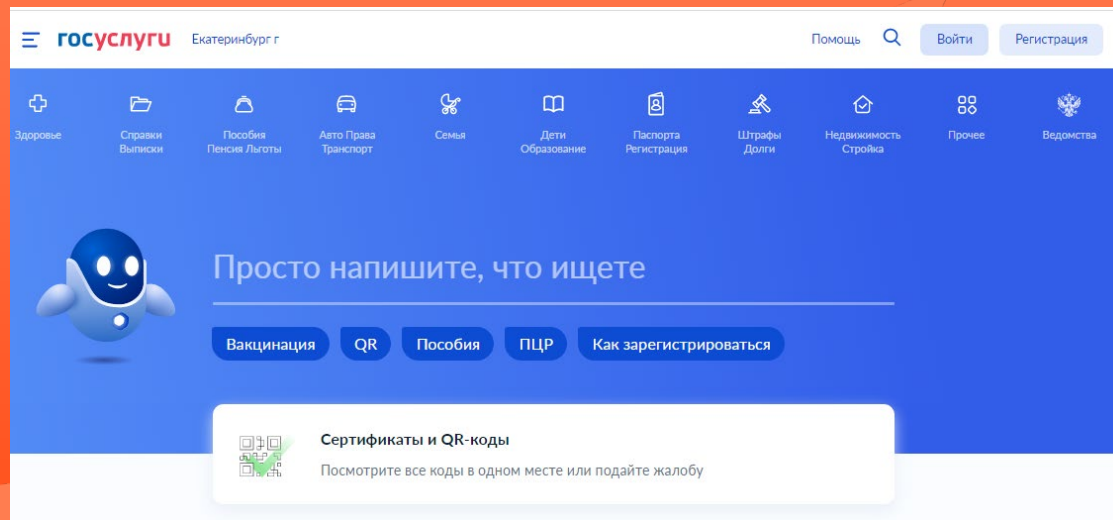 госуслуги Екатеринбург г Помощь Войти Регистрация
Здоровье
Справки
Выписки
Пособия
Пенсия Льготы
Авто Права
Транспорт
Семья
Дети
Образование
Паспорта
Регистрация
Штрафы
Долги
Недвижимость
Стройка
Прочее
Ведомства
Просто напишите, что ищете
Вакцинация QR Пособия ПЦР Как зарегистрироваться
Сертификаты и QR-коды
Посмотрите все коды в одном месте или подайте жалобу